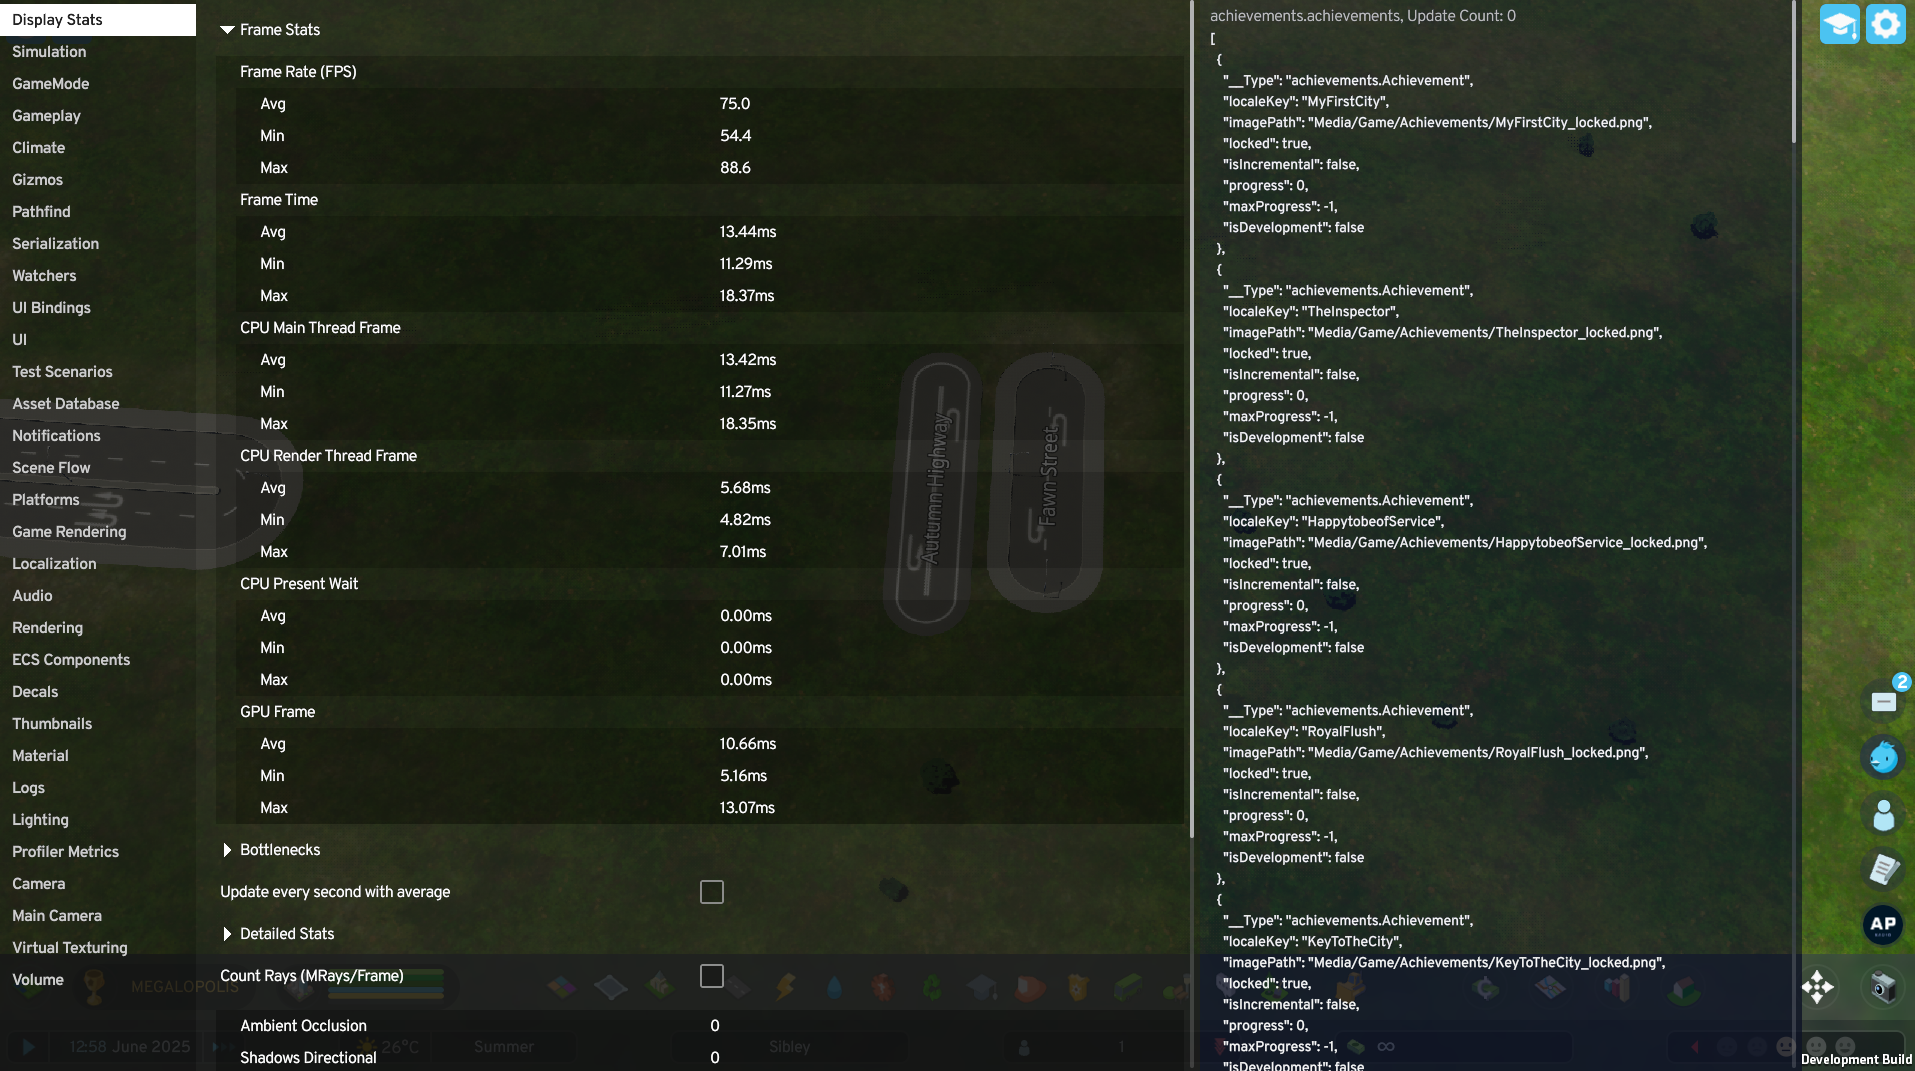 Display Stats
Simulation
GameMode
Gameplay
Climate
Gizmos
Pathfind
Serialization
Watchers
UI Bindings
UI
Test Scenarios
Asset Database
Notifications
Scene Flow
Platforms
Game Rendering
Localization
Audio
Rendering
ECS Components
Decals
Thumbnails
Material
Logs
Lighting
Profiler Metrics
Camera
Main Camera
Virtual Texturing
Volume
Frame Stats
Frame Rate (FPS)
Avg 75.0
Min 54.4
Max 88.6
Frame Time
Avg 13.44ms
Min 11.29ms
Max 18.37ms
CPU Main Thread Frame
Avg 13.42ms
Min 11.27ms
Max 18.35ms
CPU Render Thread Frame
Avg 5.68ms
Min 4.82ms
Max 7.01ms
CPU Present Wait
Avg 0.00ms
Min 0.00ms
Max 0.00ms
GPU Frame
Avg 10.66ms
Min 5.16ms
Max 13.07ms
Bottlenecks
Update every second with average
Detailed Stats
Count Rays (MRays/Frame)
Ambient Occlusion 0
Shadows Directional 0
Autumn Highway
Fawn Street
MEGALOPOLIS
12:58 June 2025
26°C
Summer
Sibley
1
∞
achievements.achievements, Update Count: 0
[
{
"__Type": "achievements.Achievement",
"localeKey": "MyFirstCity",
"imagePath": "Media/Game/Achievements/MyFirstCity_locked.png",
"locked": true,
"isIncremental": false,
"progress": 0,
"maxProgress": -1,
"isDevelopment": false
},
{
"__Type": "achievements.Achievement",
"localeKey": "TheInspector",
"imagePath": "Media/Game/Achievements/TheInspector_locked.png",
"locked": true,
"isIncremental": false,
"progress": 0,
"maxProgress": -1,
"isDevelopment": false
},
{
"__Type": "achievements.Achievement",
"localeKey": "HappytobeofService",
"imagePath": "Media/Game/Achievements/HappytobeofService_locked.png",
"locked": true,
"isIncremental": false,
"progress": 0,
"maxProgress": -1,
"isDevelopment": false
},
{
"__Type": "achievements.Achievement",
"localeKey": "RoyalFlush",
"imagePath": "Media/Game/Achievements/RoyalFlush_locked.png",
"locked": true,
"isIncremental": false,
"progress": 0,
"maxProgress": -1,
"isDevelopment": false
},
{
"__Type": "achievements.Achievement",
"localeKey": "KeyToTheCity",
"imagePath": "Media/Game/Achievements/KeyToTheCity_locked.png",
"locked": true,
"isIncremental": false,
"progress": 0,
"maxProgress": -1,
"isDevelopment": false
2
AP
Development Build